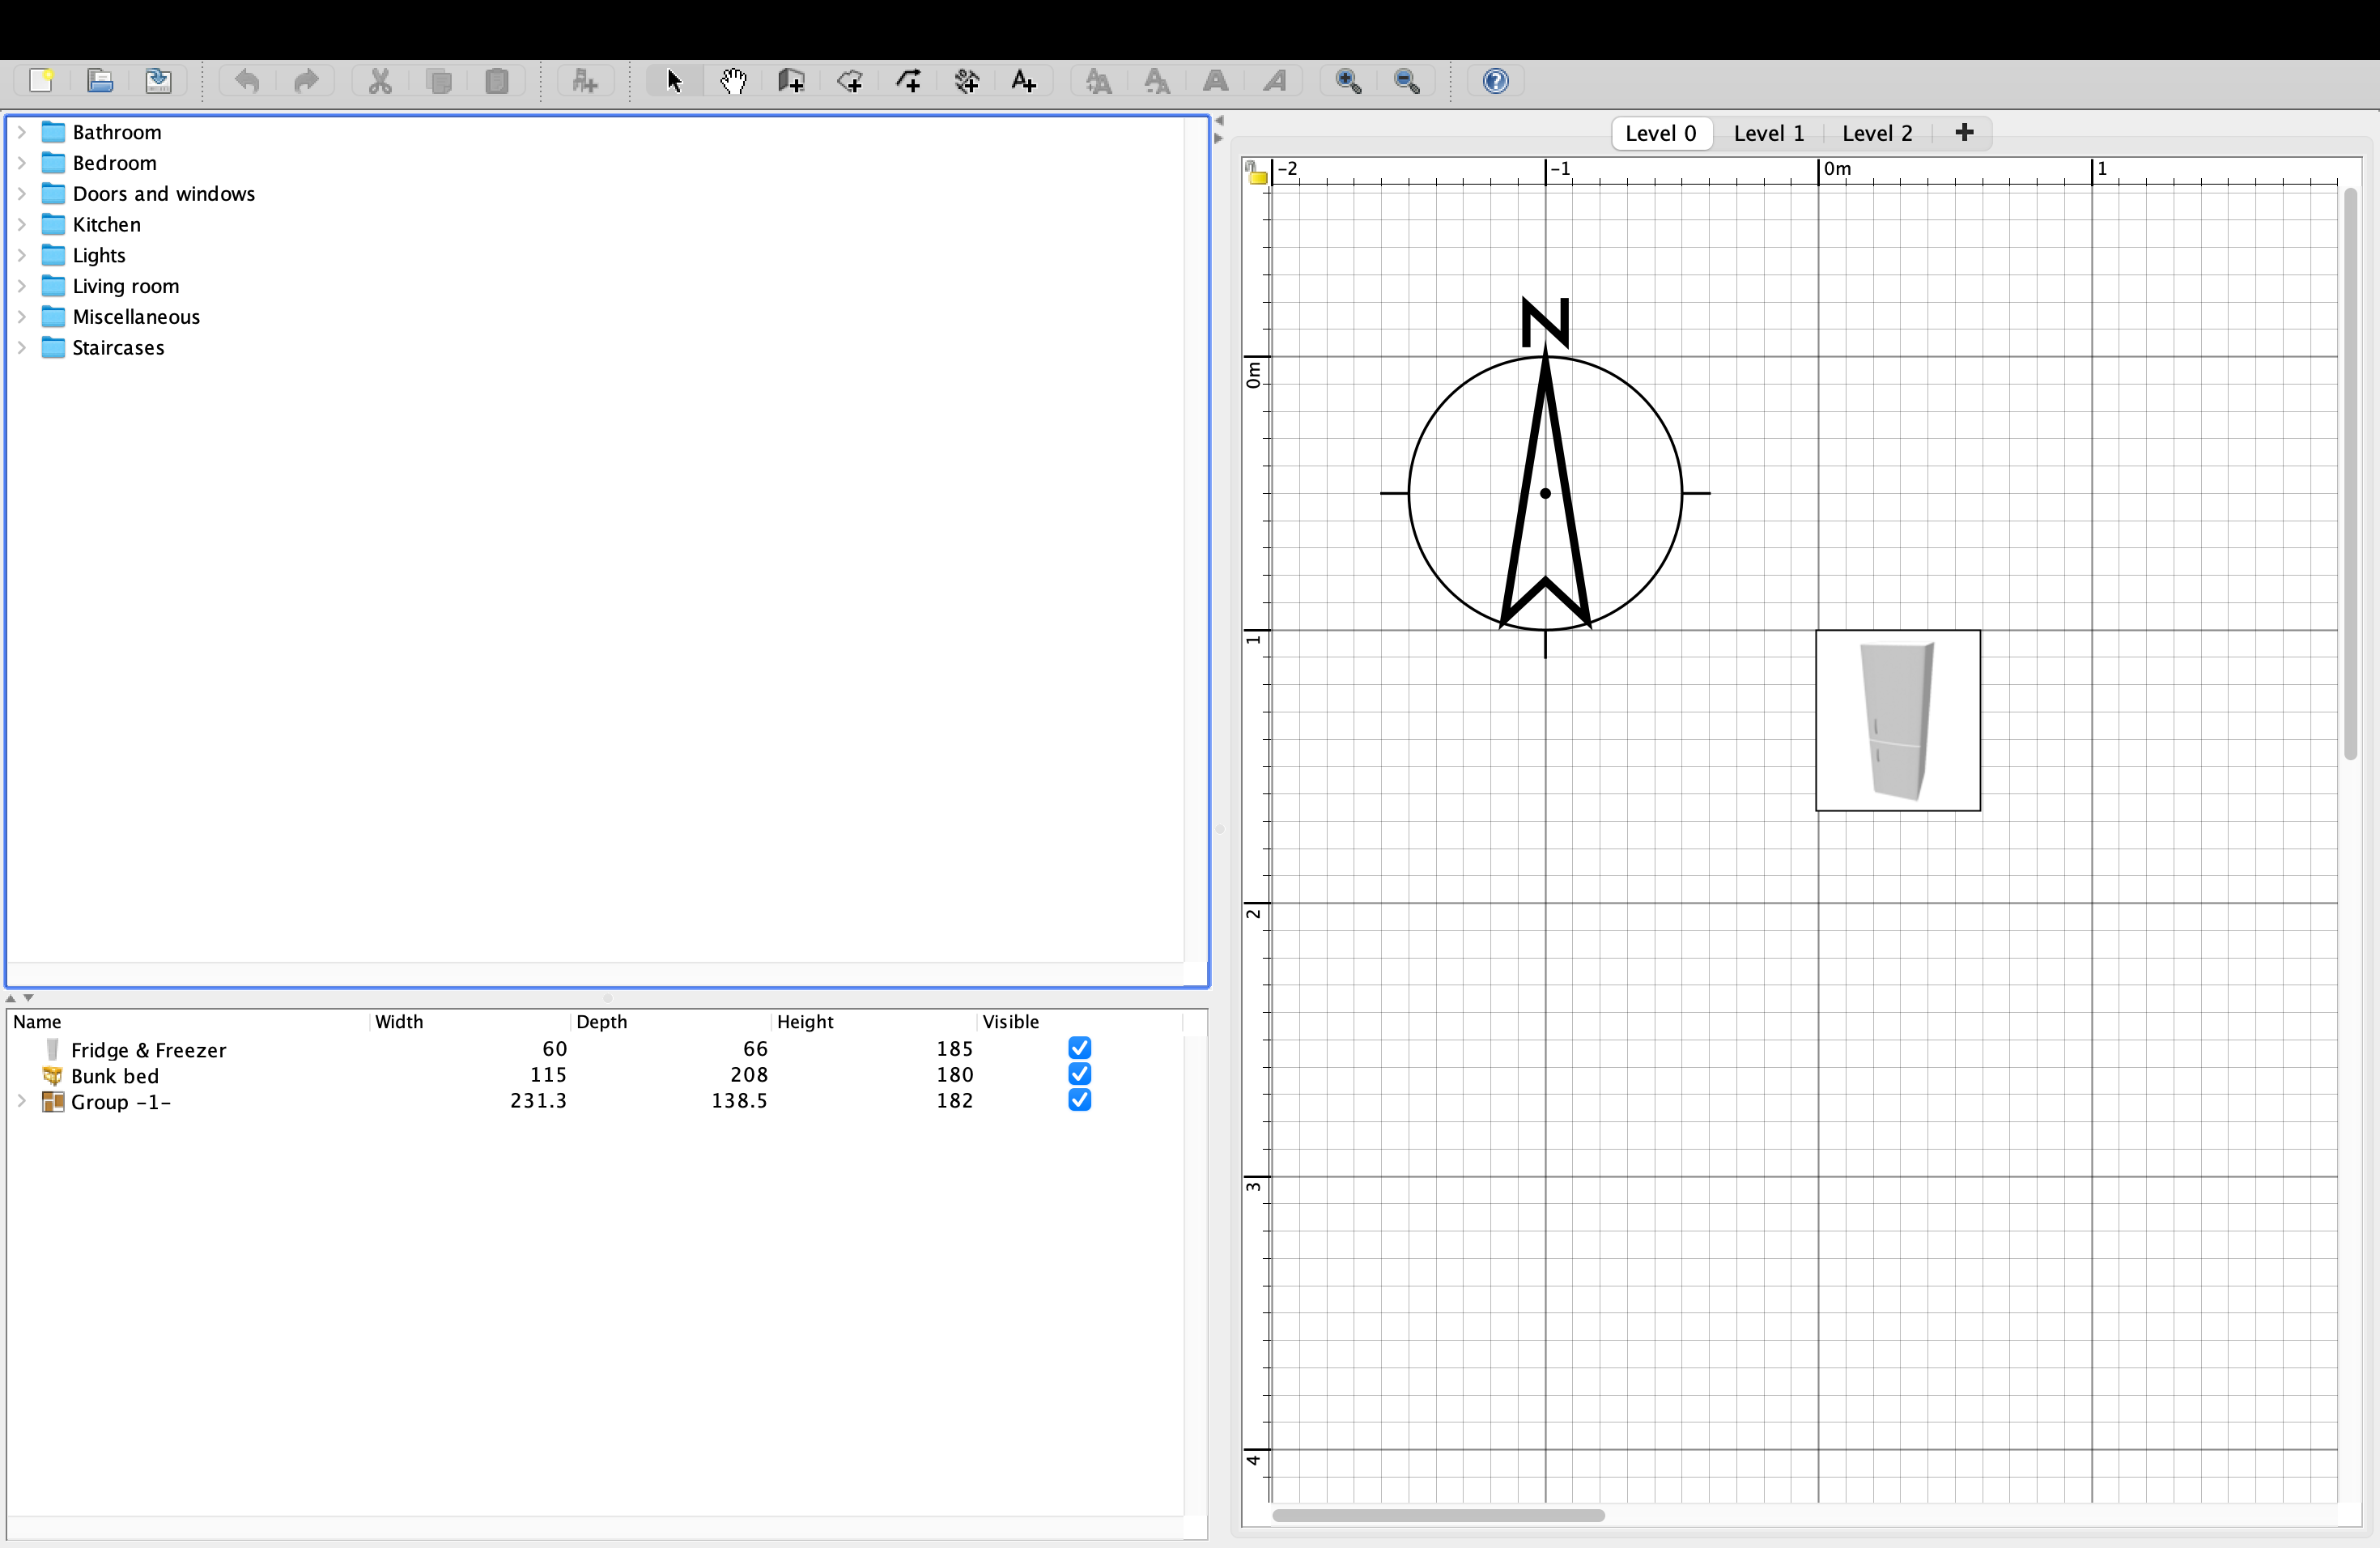 Bathroom
Bedroom
Doors and windows
Kitchen
Lights
Living room
Miscellaneous
Staircases
Name Width Depth Height Visible
Fridge & Freezer 60 66 185
Bunk bed 115 208 180
Group -1- 231.3 138.5 182
Level 0 Level 1 Level 2 +
-2 -1 0m 1
N
0m
1
2
3
4